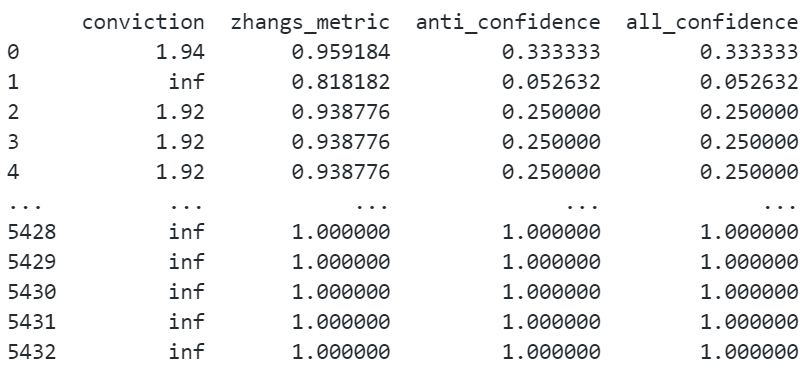 conviction zhangs_metric anti_confidence all_confidence
0 1.94 0.959184 0.333333 0.333333
1 inf 0.818182 0.052632 0.052632
2 1.92 0.938776 0.250000 0.250000
3 1.92 0.938776 0.250000 0.250000
4 1.92 0.938776 0.250000 0.250000
... ... ... ... ...
5428 inf 1.000000 1.000000 1.000000
5429 inf 1.000000 1.000000 1.000000
5430 inf 1.000000 1.000000 1.000000
5431 inf 1.000000 1.000000 1.000000
5432 inf 1.000000 1.000000 1.000000